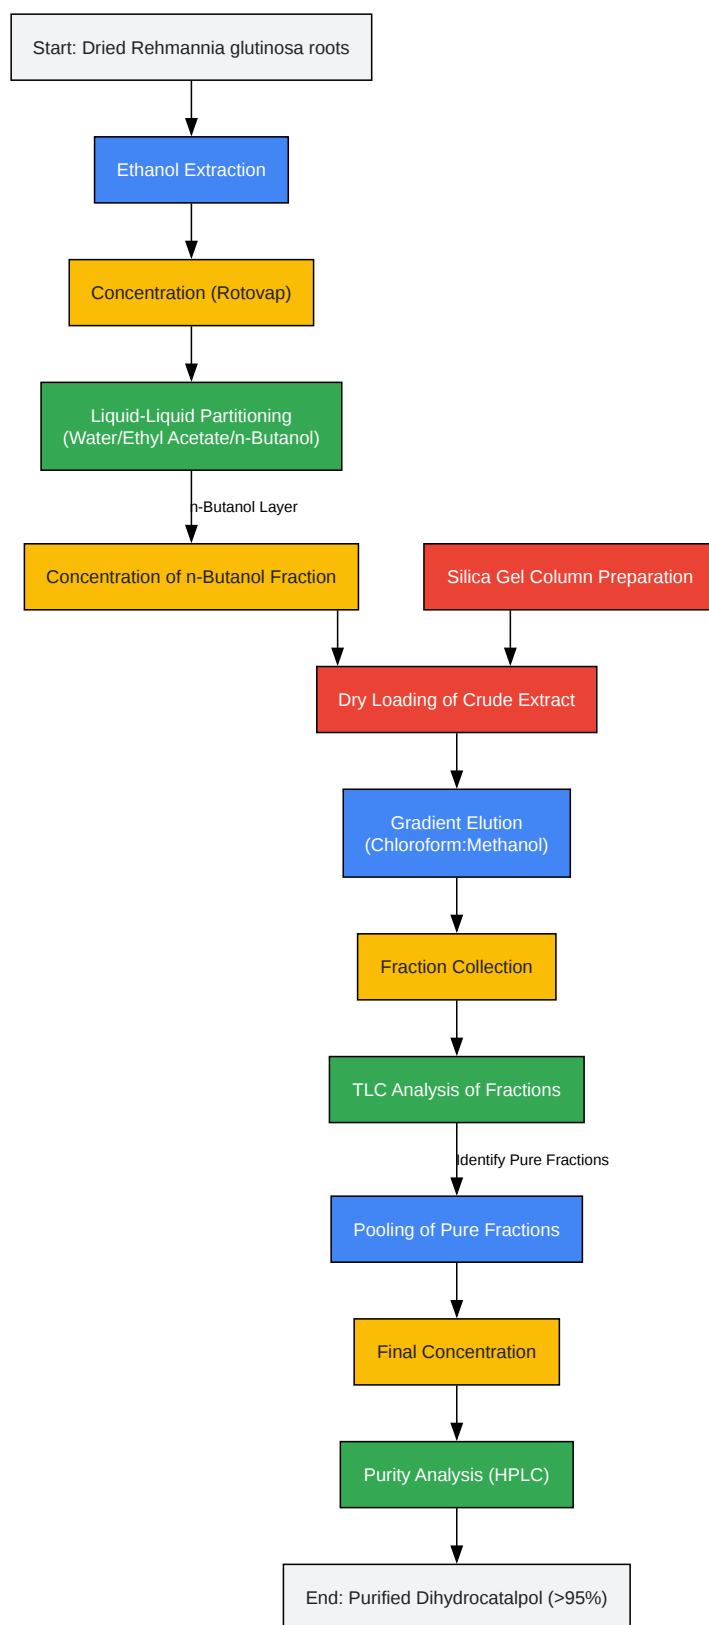 Start: Dried Rehmannia glutinosa roots
Ethanol Extraction
Concentration (Rotovap)
Liquid-Liquid Partitioning
(Water/Ethyl Acetate/n-Butanol)
n-Butanol Layer
Concentration of n-Butanol Fraction
Silica Gel Column Preparation
Dry Loading of Crude Extract
Gradient Elution
(Chloroform:Methanol)
Fraction Collection
TLC Analysis of Fractions
Identify Pure Fractions
Pooling of Pure Fractions
Final Concentration
Purity Analysis (HPLC)
End: Purified Dihydrocatalpol (>95%)